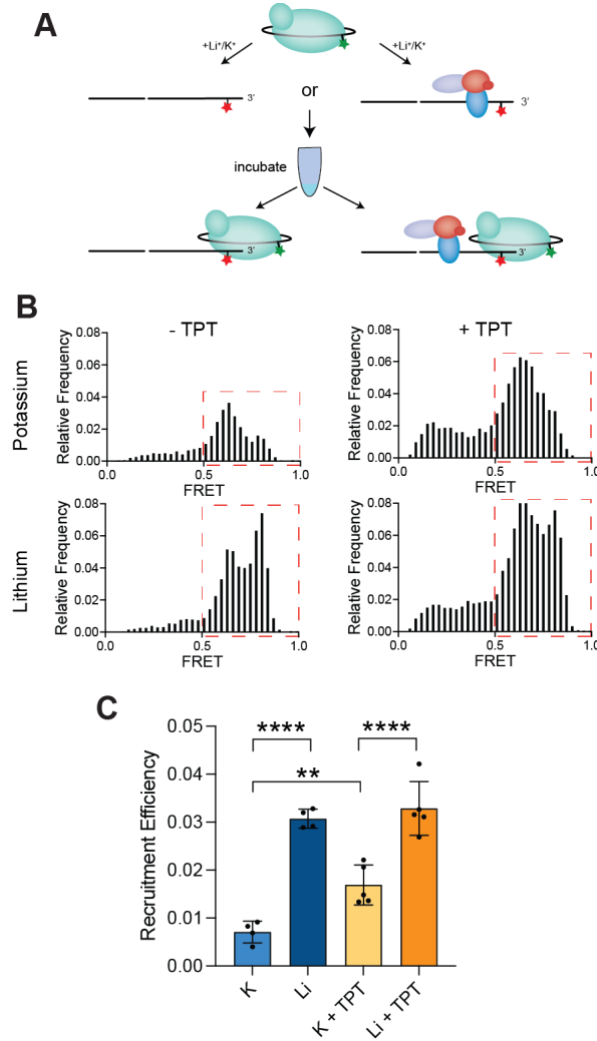 A
+Li⁺/K⁺
+Li⁺/K⁺
3'
or
3'
incubate
3'
3'
B
- TPT
+ TPT
Potassium
Relative Frequency
0.08
0.06
0.04
0.02
0.00
0.0
0.5
1.0
FRET
Relative Frequency
0.08
0.06
0.04
0.02
0.00
0.0
0.5
1.0
FRET
Lithium
Relative Frequency
0.08
0.06
0.04
0.02
0.00
0.0
0.5
1.0
FRET
Relative Frequency
0.08
0.06
0.04
0.02
0.00
0.0
0.5
1.0
FRET
C
Recruitment Efficiency
0.05
0.04
0.03
0.02
0.01
0.00
****
****
**
K
Li
K + TPT
Li + TPT